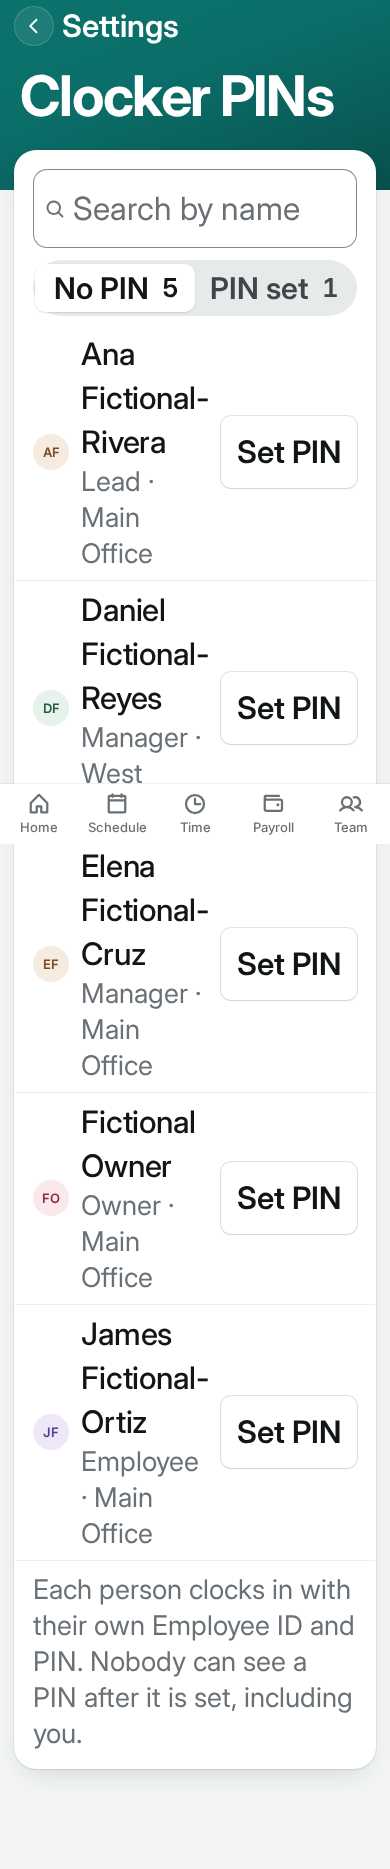 Settings
Clocker PINs
Search by name
No PIN 5 PIN set 1
Ana
Fictional-
Rivera
AF
Lead ·
Main
Office
Set PIN
Daniel
Fictional-
Reyes
DF
Manager ·
West
Set PIN
Home Schedule Time Payroll Team
Elena
Fictional-
Cruz
EF
Manager ·
Main
Office
Set PIN
Fictional
Owner
FO
Owner ·
Main
Office
Set PIN
James
Fictional-
Ortiz
JF
Employee
· Main
Office
Set PIN
Each person clocks in with
their own Employee ID and
PIN. Nobody can see a
PIN after it is set, including
you.